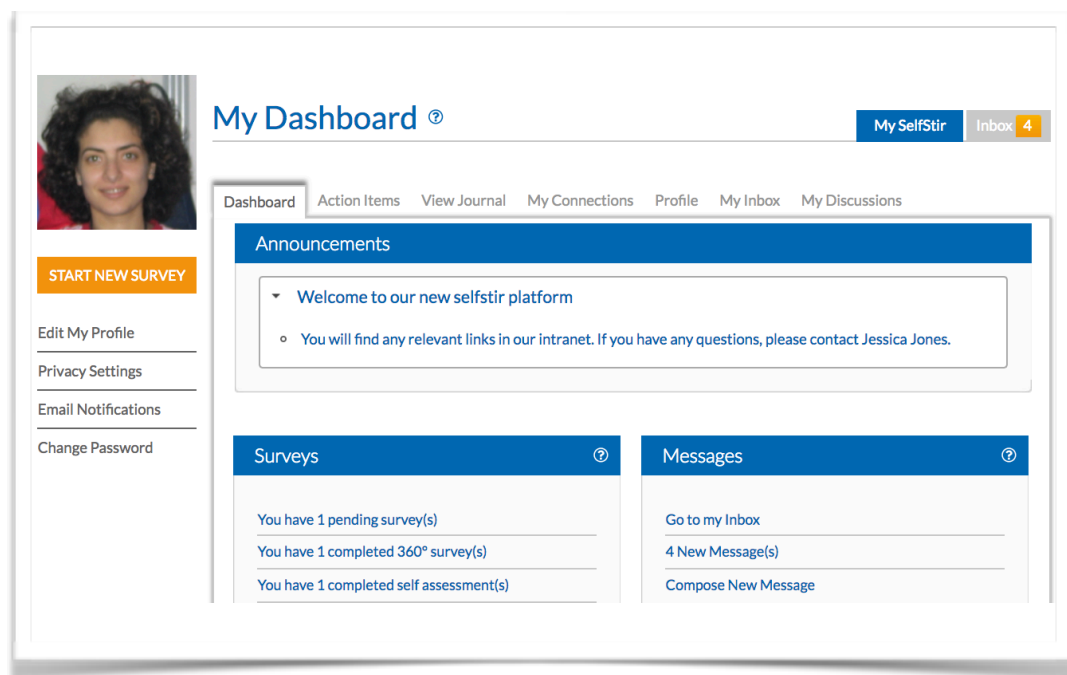 My Dashboard ?
My SelfStir
Inbox 4
Dashboard Action Items View Journal My Connections Profile My Inbox My Discussions
Announcements
START NEW SURVEY
Welcome to our new selfstir platform
You will find any relevant links in our intranet. If you have any questions, please contact Jessica Jones.
Edit My Profile
Privacy Settings
Email Notifications
Change Password
Surveys ?
You have 1 pending survey(s)
You have 1 completed 360° survey(s)
You have 1 completed self assessment(s)
Messages ?
Go to my Inbox
4 New Message(s)
Compose New Message